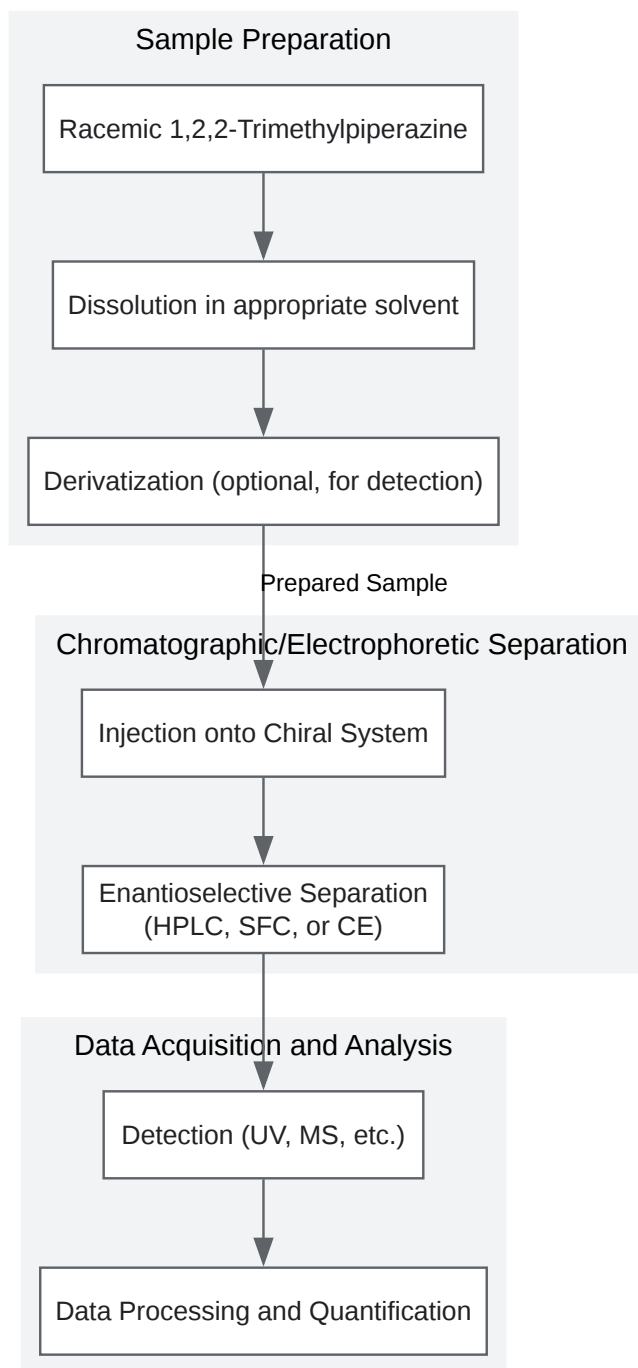 Sample Preparation
Racemic 1,2,2-Trimethylpiperazine
Dissolution in appropriate solvent
Derivatization (optional, for detection)
Prepared Sample
Chromatographic/Electrophoretic Separation
Injection onto Chiral System
Enantioselective Separation
(HPLC, SFC, or CE)
Data Acquisition and Analysis
Detection (UV, MS, etc.)
Data Processing and Quantification